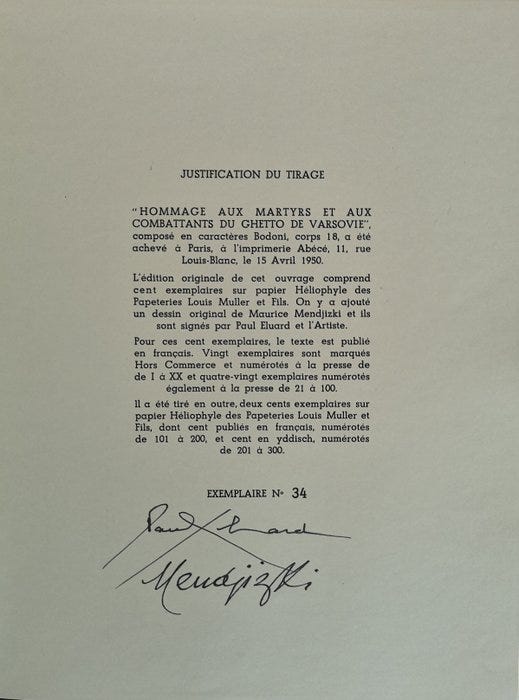 JUSTIFICATION DU TIRAGE
"HOMMAGE AUX MARTYRS ET AUX
COMBATTANTS DU GHETTO DE VARSOVIE",
composé en caractères Bodoni, corps 18, a été
achevé à Paris, à l'imprimerie Abécé, 11, rue
Louis-Blanc, le 15 Avril 1950.
L'édition originale de cet ouvrage comprend
cent exemplaires sur papier Héliophyle des
Papeteries Louis Muller et Fils. On y a ajouté
un dessin original de Maurice Mendjizki et ils
sont signés par Paul Eluard et l'Artiste.
Pour ces cent exemplaires, le texte est publié
en français. Vingt exemplaires sont marqués
Hors Commerce et numérotés à la presse de
de I à XX et quatre-vingt exemplaires numérotés
également à la presse de 21 à 100.
Il a été tiré en outre, deux cents exemplaires sur
papier Héliophyle des Papeteries Louis Muller et
Fils, dont cent publiés en français, numérotés
de 101 à 200, et cent en yddisch, numérotés
de 201 à 300.
EXEMPLAIRE Nº 34
Paul Eluard
Mendjizki